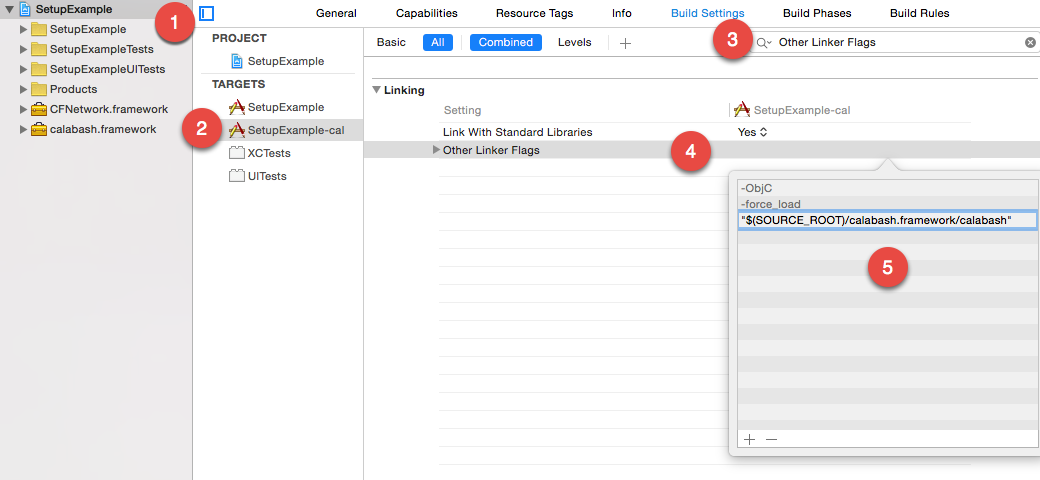 SetupExample
1
SetupExample
SetupExampleTests
SetupExampleUITests
Products
CFNetwork.framework
calabash.framework
PROJECT
SetupExample
TARGETS
SetupExample
2
SetupExample-cal
XCTests
UITests
General Capabilities Resource Tags Info Build Settings Build Phases Build Rules
Basic All Combined Levels + 3 Other Linker Flags
Linking
Setting SetupExample-cal
Link With Standard Libraries Yes
Other Linker Flags 4
-ObjC
-force_load
"$(SOURCE_ROOT)/calabash.framework/calabash"
5
+ −